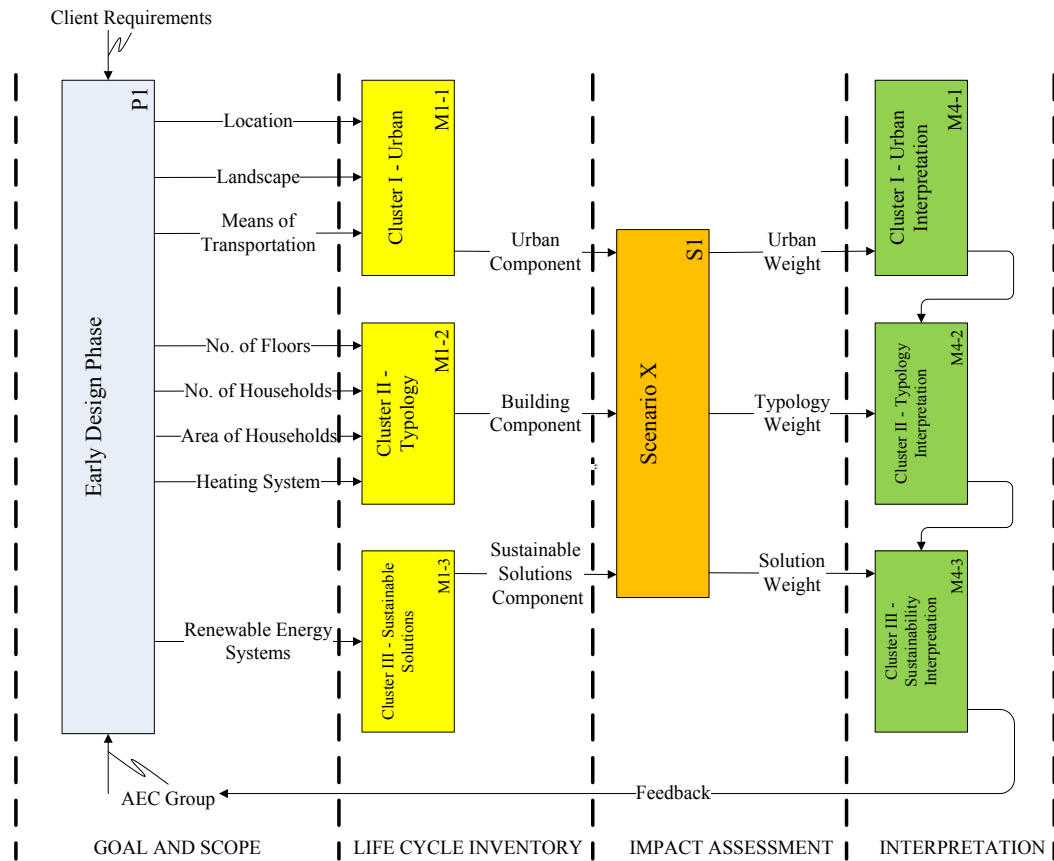 Client Requirements
P1
Early Design Phase
Location
Landscape
Means of
Transportation
No. of Floors
No. of Households
Area of Households
Heating System
Renewable Energy
Systems
AEC Group
M1-1
Cluster I - Urban
M1-2
Cluster II -
Typology
M1-3
Cluster III - Sustainable
Solutions
Urban
Component
Building
Component
Sustainable
Solutions
Component
S1
Scenario X
Urban
Weight
Typology
Weight
Solution
Weight
M4-1
Cluster I - Urban
Interpretation
M4-2
Cluster II - Typology
Interpretation
M4-3
Cluster III -
Sustainability
Interpretation
Feedback
GOAL AND SCOPE
LIFE CYCLE INVENTORY
IMPACT ASSESSMENT
INTERPRETATION